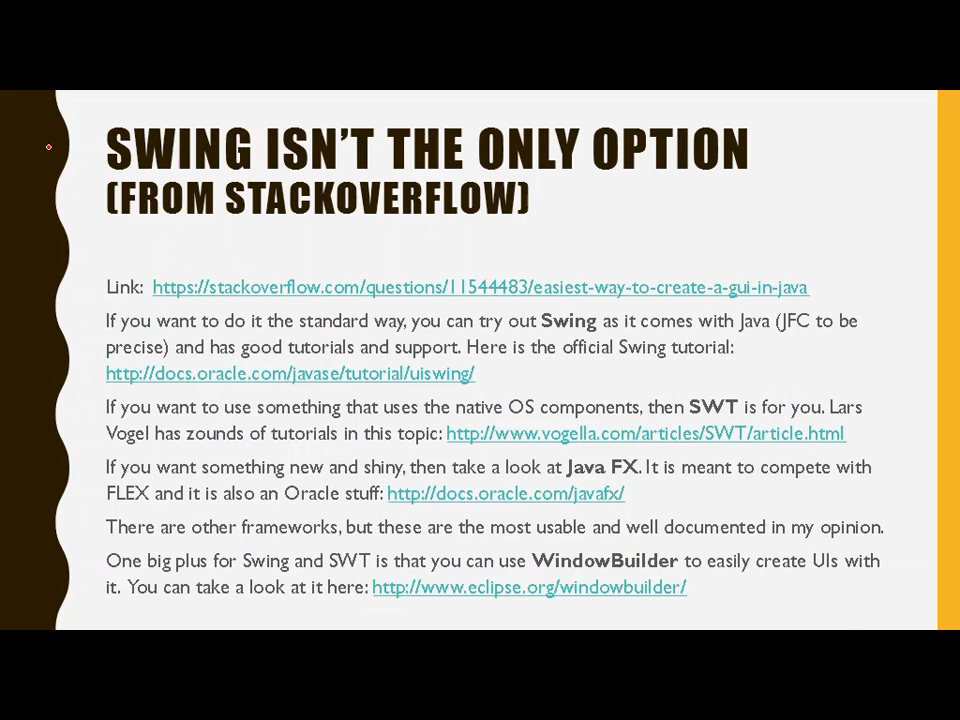 SWING ISN'T THE ONLY OPTION
(FROM STACKOVERFLOW)
Link: https://stackoverflow.com/questions/11544483/easiest-way-to-create-a-gui-in-java
If you want to do it the standard way, you can try out Swing as it comes with Java (JFC to be
precise) and has good tutorials and support. Here is the official Swing tutorial:
http://docs.oracle.com/javase/tutorial/uiswing/
If you want to use something that uses the native OS components, then SWT is for you. Lars
Vogel has zounds of tutorials in this topic: http://www.vogella.com/articles/SWT/article.html
If you want something new and shiny, then take a look at Java FX. It is meant to compete with
FLEX and it is also an Oracle stuff: http://docs.oracle.com/javafx/
There are other frameworks, but these are the most usable and well documented in my opinion.
One big plus for Swing and SWT is that you can use WindowBuilder to easily create UIs with
it. You can take a look at it here: http://www.eclipse.org/windowbuilder/